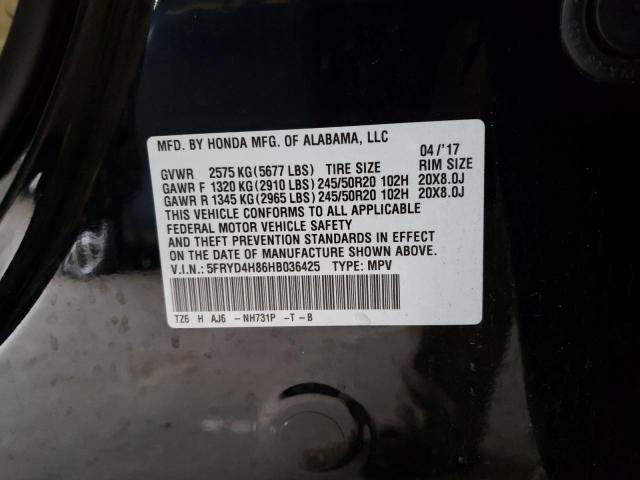 MFD. BY HONDA MFG. OF ALABAMA, LLC 04/'17
GVWR 2575 KG (5677 LBS) TIRE SIZE RIM SIZE
GAWR F 1320 KG (2910 LBS) 245/50R20 102H 20X8.0J
GAWR R 1345 KG (2965 LBS) 245/50R20 102H 20X8.0J
THIS VEHICLE CONFORMS TO ALL APPLICABLE
FEDERAL MOTOR VEHICLE SAFETY
AND THEFT PREVENTION STANDARDS IN EFFECT
ON THE DATE OF MANUFACTURE SHOWN ABOVE.
V.I.N.: 5FRYD4H86HB036425 TYPE: MPV
TZ6 H AJ6 -NH731P -T-B